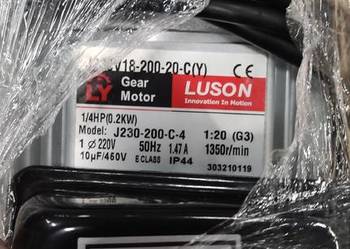 V18-200-20-C(Y) CE
LY Gear Motor LUSON
Innovation In Motion
1/4HP(0.2KW)
Model: J230-200-C-4 1:20 (G3)
1 Ø 220V 50Hz 1.47A 1350r/min
10µF/460V E CLASS IP44 303210119